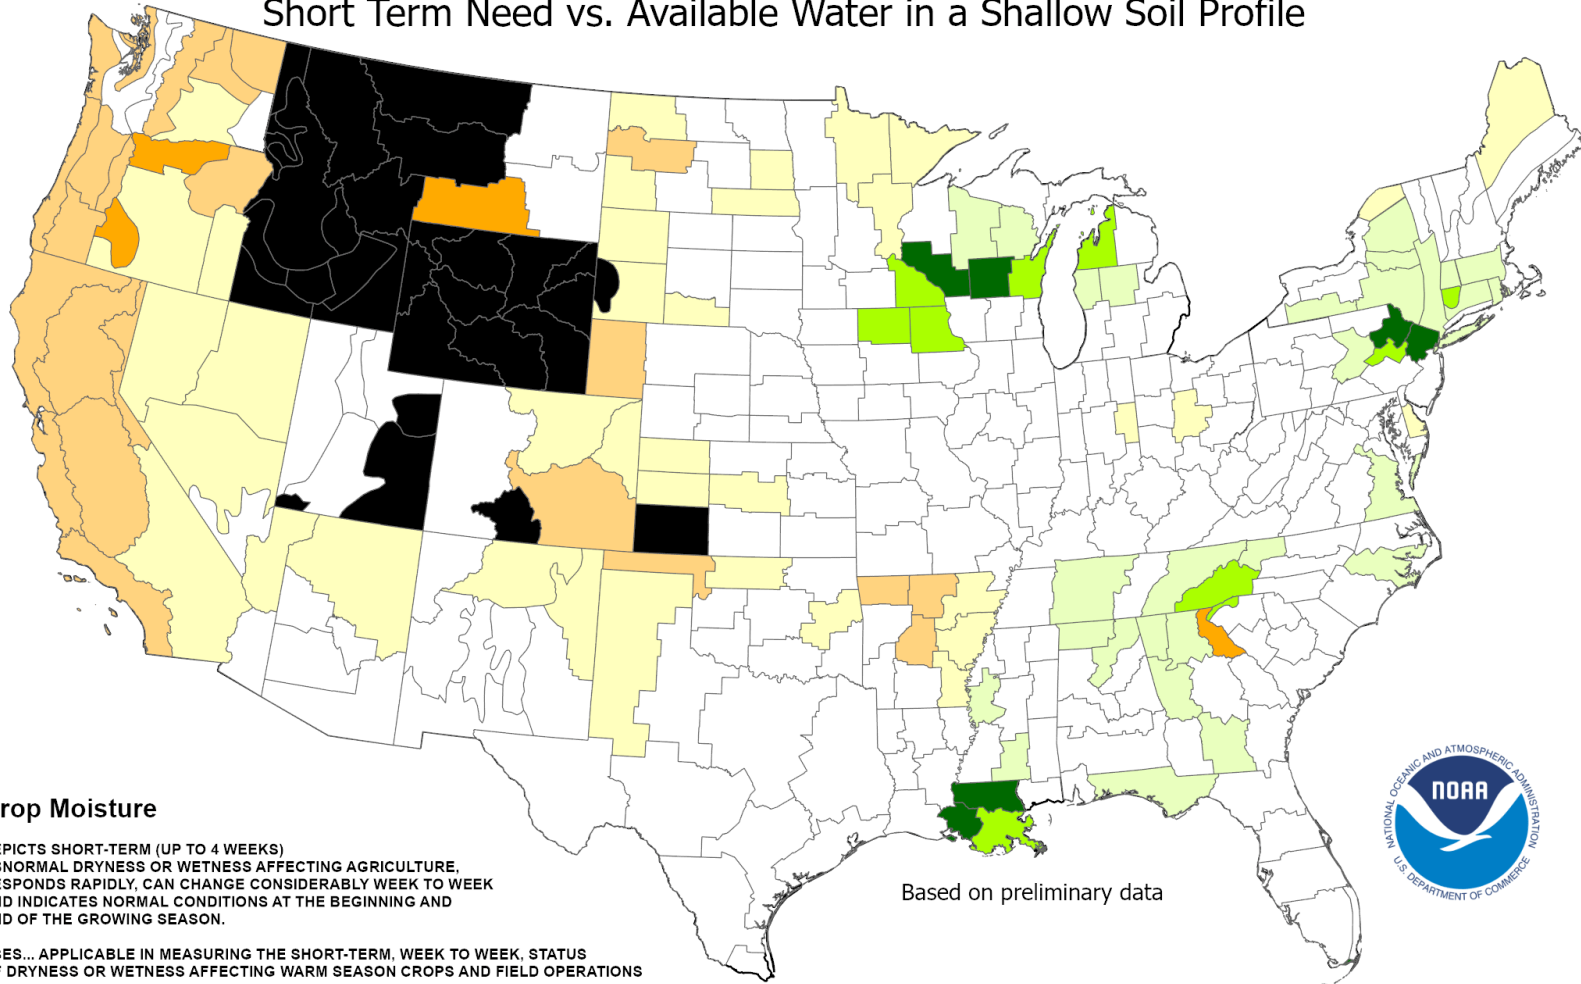 Short Term Need vs. Available Water in a Shallow Soil Profile
rop Moisture
EPICTS SHORT-TERM (UP TO 4 WEEKS)
BNORMAL DRYNESS OR WETNESS AFFECTING AGRICULTURE,
ESPONDS RAPIDLY, CAN CHANGE CONSIDERABLY WEEK TO WEEK
ND INDICATES NORMAL CONDITIONS AT THE BEGINNING AND
ND OF THE GROWING SEASON.
SES... APPLICABLE IN MEASURING THE SHORT-TERM, WEEK TO WEEK, STATUS
F DRYNESS OR WETNESS AFFECTING WARM SEASON CROPS AND FIELD OPERATIONS
Based on preliminary data
NATIONAL OCEANIC AND ATMOSPHERIC ADMINISTRATION
NOAA
U.S. DEPARTMENT OF COMMERCE